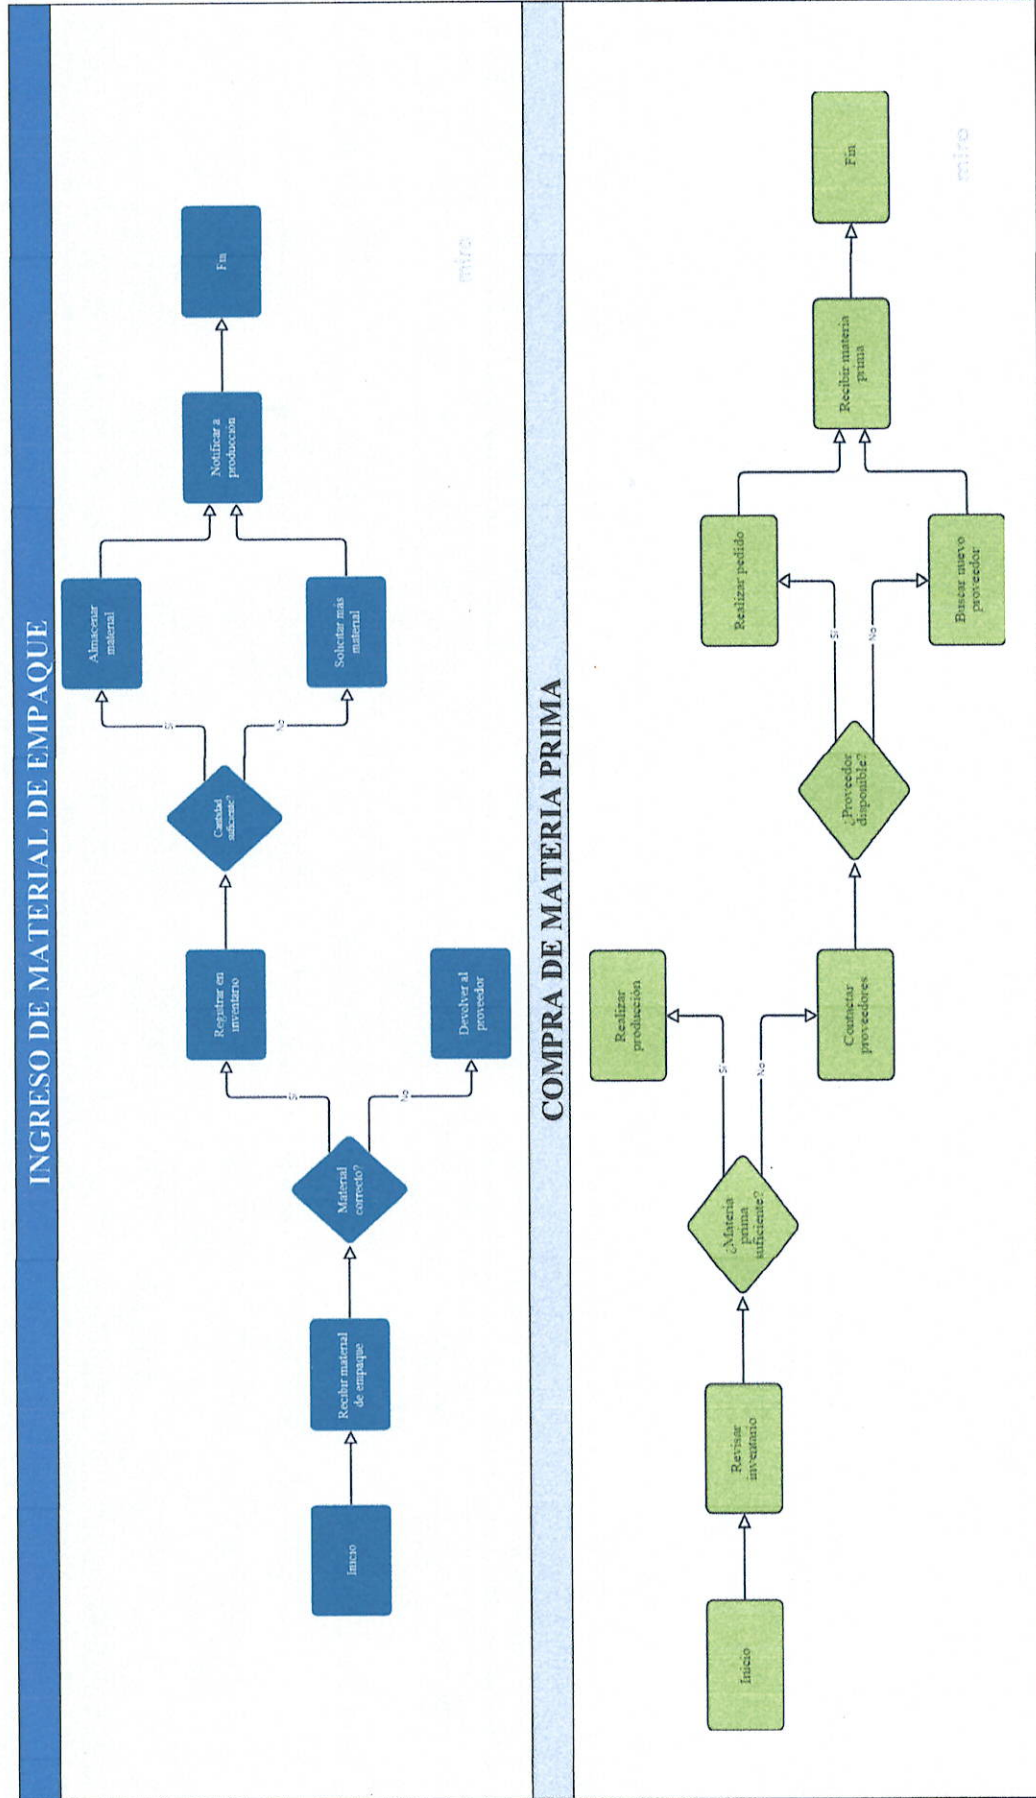 INGRESO DE MATERIAL DE EMPAQUE
Inicio
Recibir material
de empaque
Material
correcto?
Si
No
Registrar en
inventario
Devolver al
proveedor
Cantidad
suficiente?
Si
No
Almacenar
material
Solicitar más
material
Notificar a
producción
Fin
miro
COMPRA DE MATERIA PRIMA
Inicio
Revisar
inventario
¿Materia
prima
suficiente?
Si
No
Realizar
producción
Contactar
proveedores
¿Proveedor
disponible?
Si
No
Realizar pedido
Buscar nuevo
proveedor
Recibir materia
prima
Fin
miro